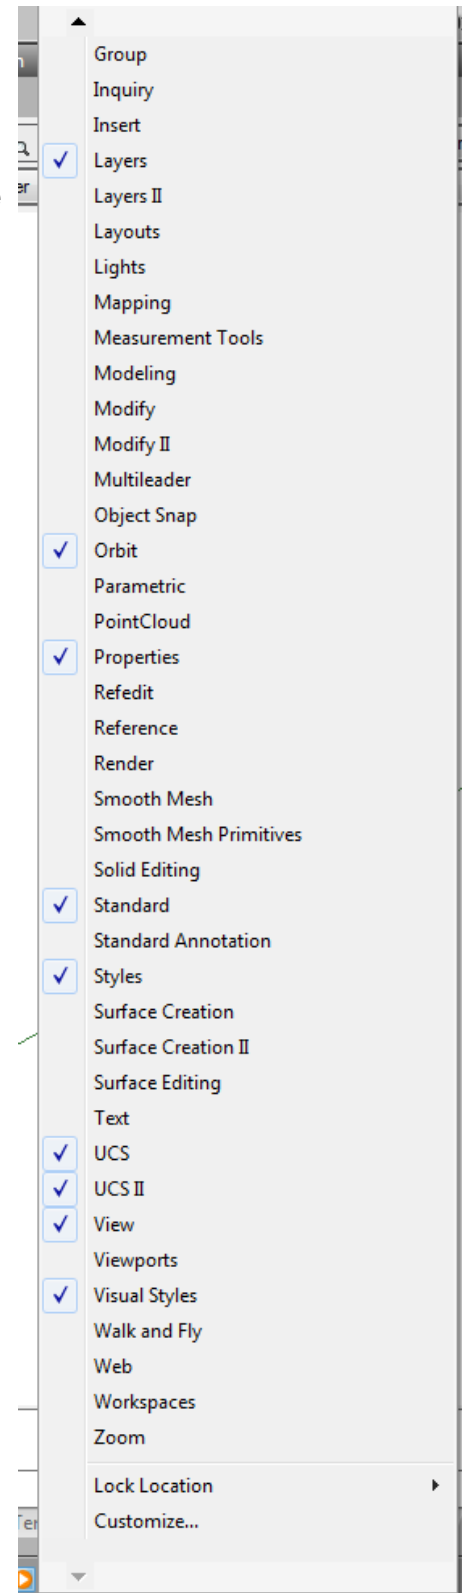 Group
Inquiry
Insert
Layers
Layers II
Layouts
Lights
Mapping
Measurement Tools
Modeling
Modify
Modify II
Multileader
Object Snap
Orbit
Parametric
PointCloud
Properties
Refedit
Reference
Render
Smooth Mesh
Smooth Mesh Primitives
Solid Editing
Standard
Standard Annotation
Styles
Surface Creation
Surface Creation II
Surface Editing
Text
UCS
UCS II
View
Viewports
Visual Styles
Walk and Fly
Web
Workspaces
Zoom
Lock Location
Customize...